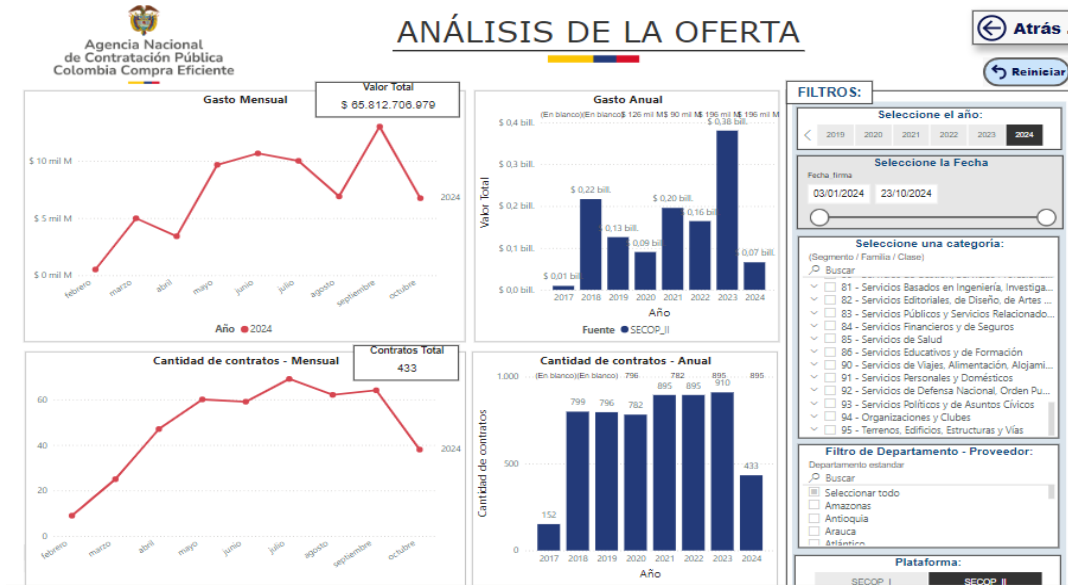 Agencia Nacional
de Contratación Pública
Colombia Compra Eficiente
ANÁLISIS DE LA OFERTA
Atrás
Reiniciar
Gasto Mensual
Valor Total
$ 65.812.706.979
$ 10 mil M
$ 5 mil M
$ 0 mil M
2024
febrero
marzo
abril
mayo
junio
julio
agosto
septiembre
octubre
Año 2024
Gasto Anual
(En blanco)(En blanco)$ 126 mil M$ 90 mil M$ 196 mil M$ 196 mil M
Valor Total
$ 0,4 bill.
$ 0,3 bill.
$ 0,2 bill.
$ 0,1 bill.
$ 0,0 bill.
$ 0,01 bill
$ 0,22 bill.
0,13 bill.
0,09 bil
$ 0,20 bill.
0,16 bil
$ 0,38 bill.
0,07 bill.
2017 2018 2019 2020 2021 2022 2023 2024
Año
Fuente SECOP_II
Cantidad de contratos - Mensual
Contratos Total
433
60
40
20
0
2024
febrero
marzo
abril
mayo
junio
julio
agosto
septiembre
octubre
Cantidad de contratos - Anual
(En blanco)(En blanco) 796 782 895 895
Cantidad de contratos
1.000
500
0
152
799
796
782
895
895
910
433
2017 2018 2019 2020 2021 2022 2023 2024
Año
FILTROS:
Seleccione el año:
2019 2020 2021 2022 2023 2024
Seleccione la Fecha
Fecha firma
03/01/2024 23/10/2024
Seleccione una categoría:
(Segmento / Familia / Clase)
Buscar
81 - Servicios Basados en Ingeniería, Investiga...
82 - Servicios Editoriales, de Diseño, de Artes ...
83 - Servicios Públicos y Servicios Relacionado...
84 - Servicios Financieros y de Seguros
85 - Servicios de Salud
86 - Servicios Educativos y de Formación
90 - Servicios de Viajes, Alimentación, Alojami...
91 - Servicios Personales y Domésticos
92 - Servicios de Defensa Nacional, Orden Pu...
93 - Servicios Políticos y de Asuntos Cívicos
94 - Organizaciones y Clubes
95 - Terrenos, Edificios, Estructuras y Vías
Filtro de Departamento - Proveedor:
Departamento estandar
Buscar
Seleccionar todo
Amazonas
Antioquia
Arauca
Atlántico
Plataforma:
SECOP_I SECOP_II